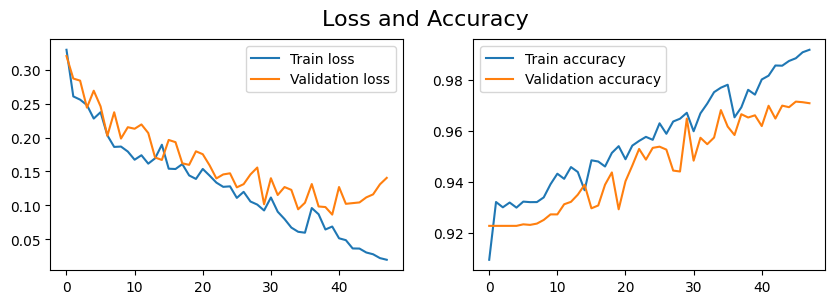 Loss and Accuracy
Train loss
Validation loss
0.30
0.25
0.20
0.15
0.10
0.05
0 10 20 30 40
Train accuracy
Validation accuracy
0.98
0.96
0.94
0.92
0 10 20 30 40